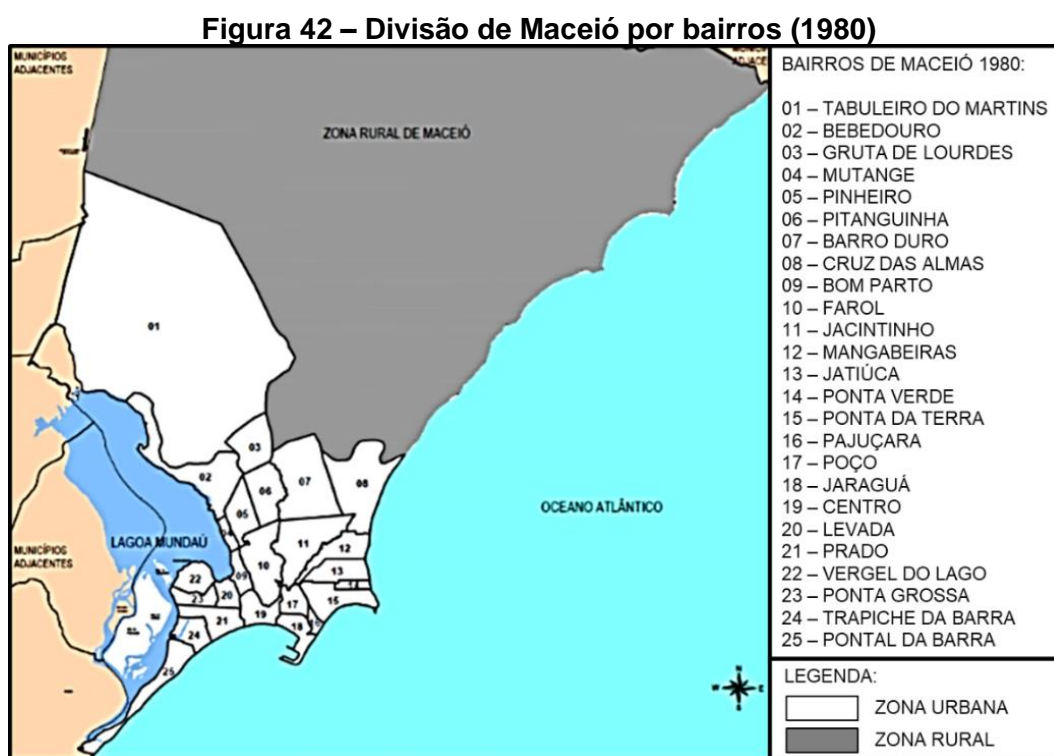 Figura 42 – Divisão de Maceió por bairros (1980)
MUNICÍPIOS
ADJACENTES
ZONA RURAL DE MACEIÓ
01
02
03
05
06
07
08
09
10
11
12
13
14
15
17
18
19
20
21
22
23
24
25
LAGOA MUNDAÚ
MUNICÍPIOS
ADJACENTES
OCEANO ATLÂNTICO
N
W
E
S
BAIRROS DE MACEIÓ 1980:
01 – TABULEIRO DO MARTINS
02 – BEBEDOURO
03 – GRUTA DE LOURDES
04 – MUTANGE
05 – PINHEIRO
06 – PITANGUINHA
07 – BARRO DURO
08 – CRUZ DAS ALMAS
09 – BOM PARTO
10 – FAROL
11 – JACINTINHO
12 – MANGABEIRAS
13 – JATIÚCA
14 – PONTA VERDE
15 – PONTA DA TERRA
16 – PAJUÇARA
17 – POÇO
18 – JARAGUÁ
19 – CENTRO
20 – LEVADA
21 – PRADO
22 – VERGEL DO LAGO
23 – PONTA GROSSA
24 – TRAPICHE DA BARRA
25 – PONTAL DA BARRA
LEGENDA:
ZONA URBANA
ZONA RURAL